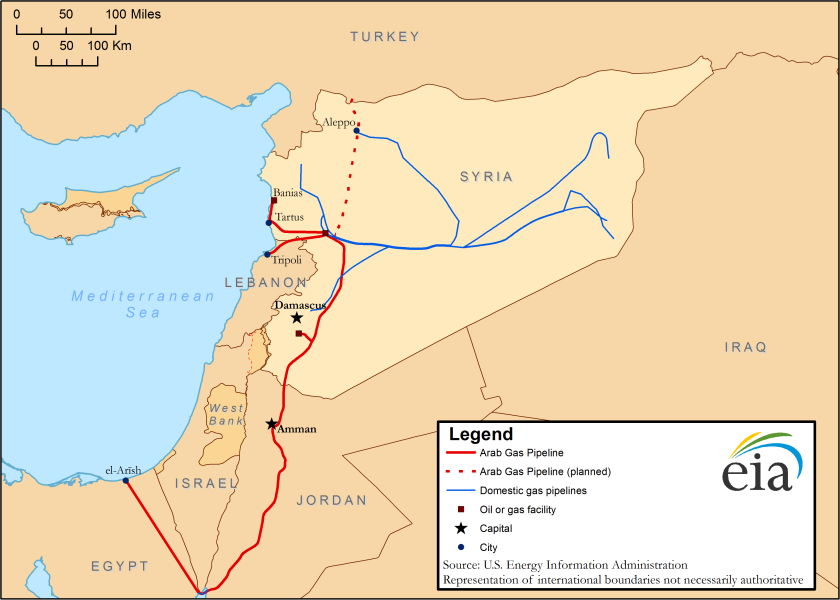 0 50 100 Miles
0 50 100 Km
TURKEY
Aleppo
SYRIA
Banias
Tartus
Tripoli
LEBANON
Mediterranean
Sea
Damascus
IRAQ
West
Bank
Amman
el-Arish
ISRAEL
JORDAN
EGYPT
Legend
Arab Gas Pipeline
Arab Gas Pipeline (planned)
Domestic gas pipelines
Oil or gas facility
Capital
City
eia
Source: U.S. Energy Information Administration
Representation of international boundaries not necessarily authoritative